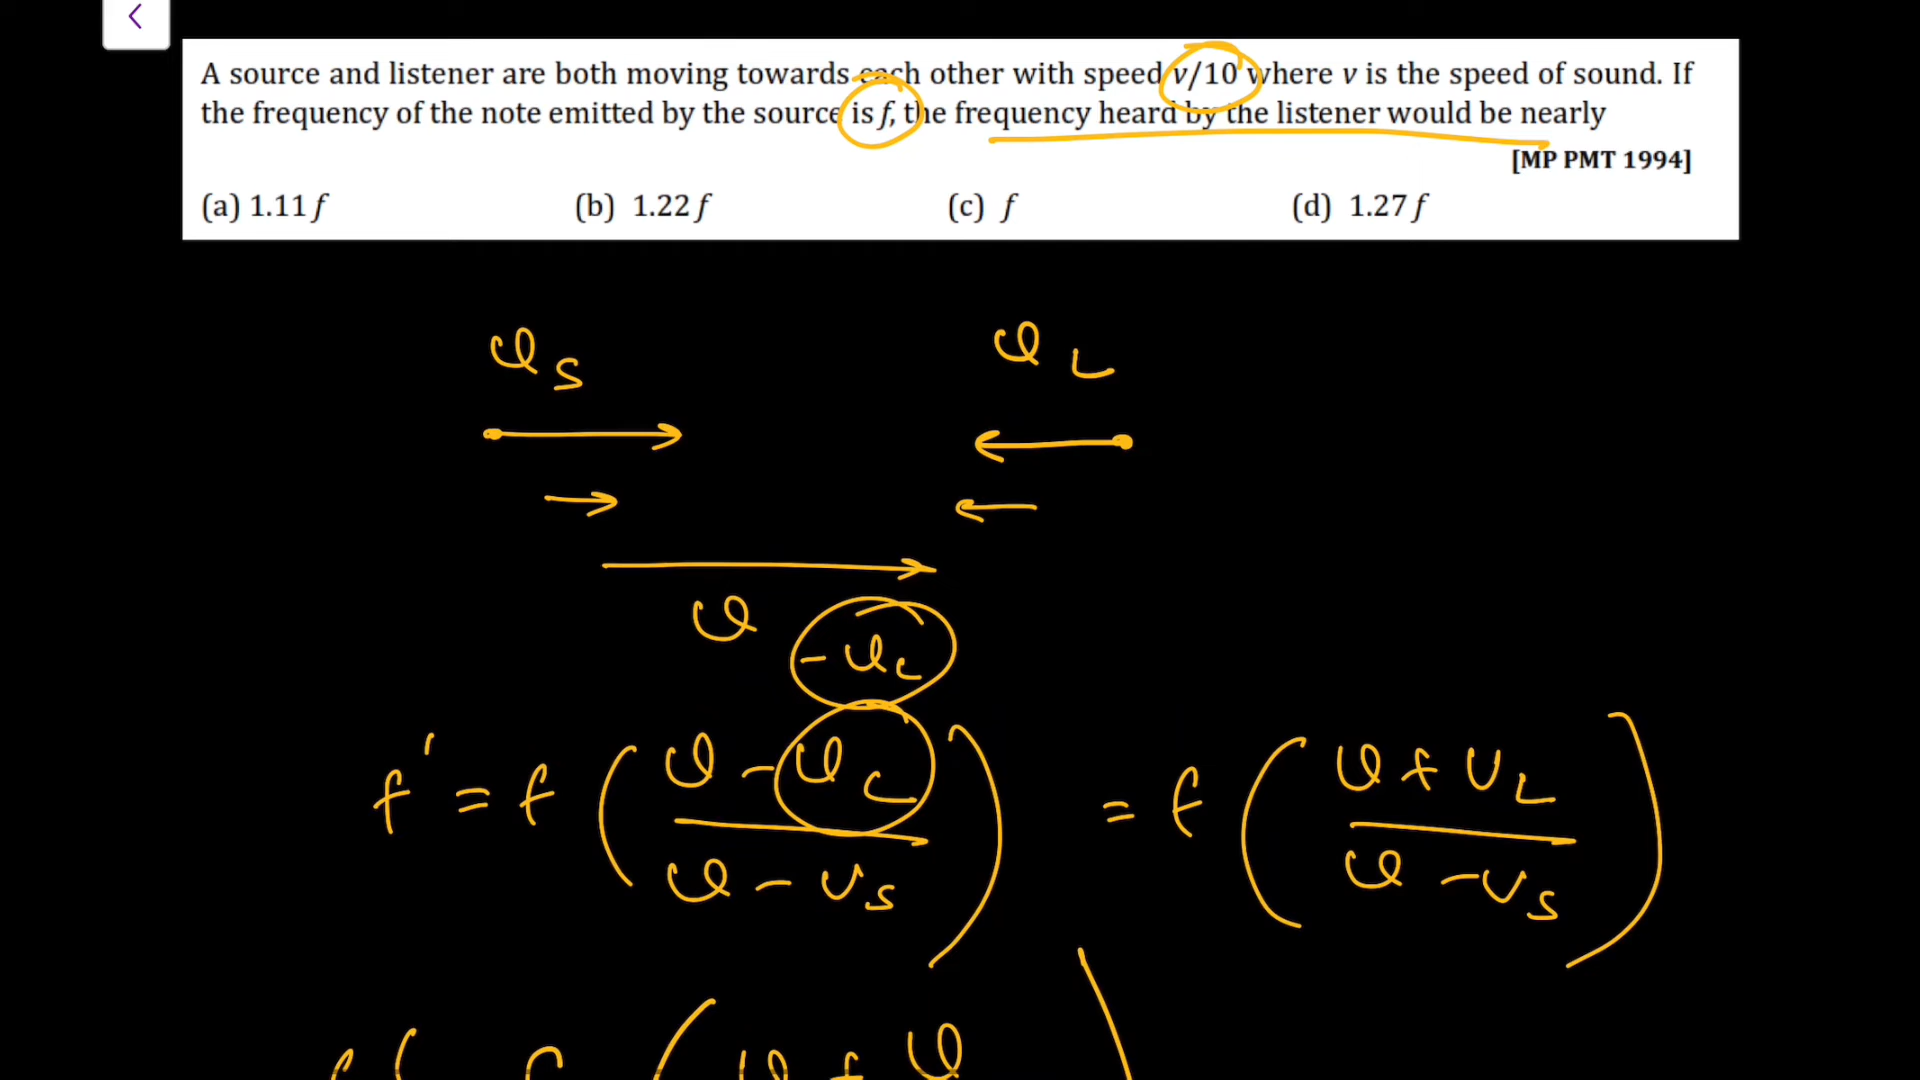 A source and listener are both moving towards each other with speed v/10 where v is the speed of sound. If
the frequency of the note emitted by the source is f, the frequency heard by the listener would be nearly
[MP PMT 1994]
(a) 1.11 f (b) 1.22 f (c) f (d) 1.27 f
v_S v_L
v
-v_L
f' = f ( v - v_L / v - v_S ) = f ( v + v_L / v - v_S )